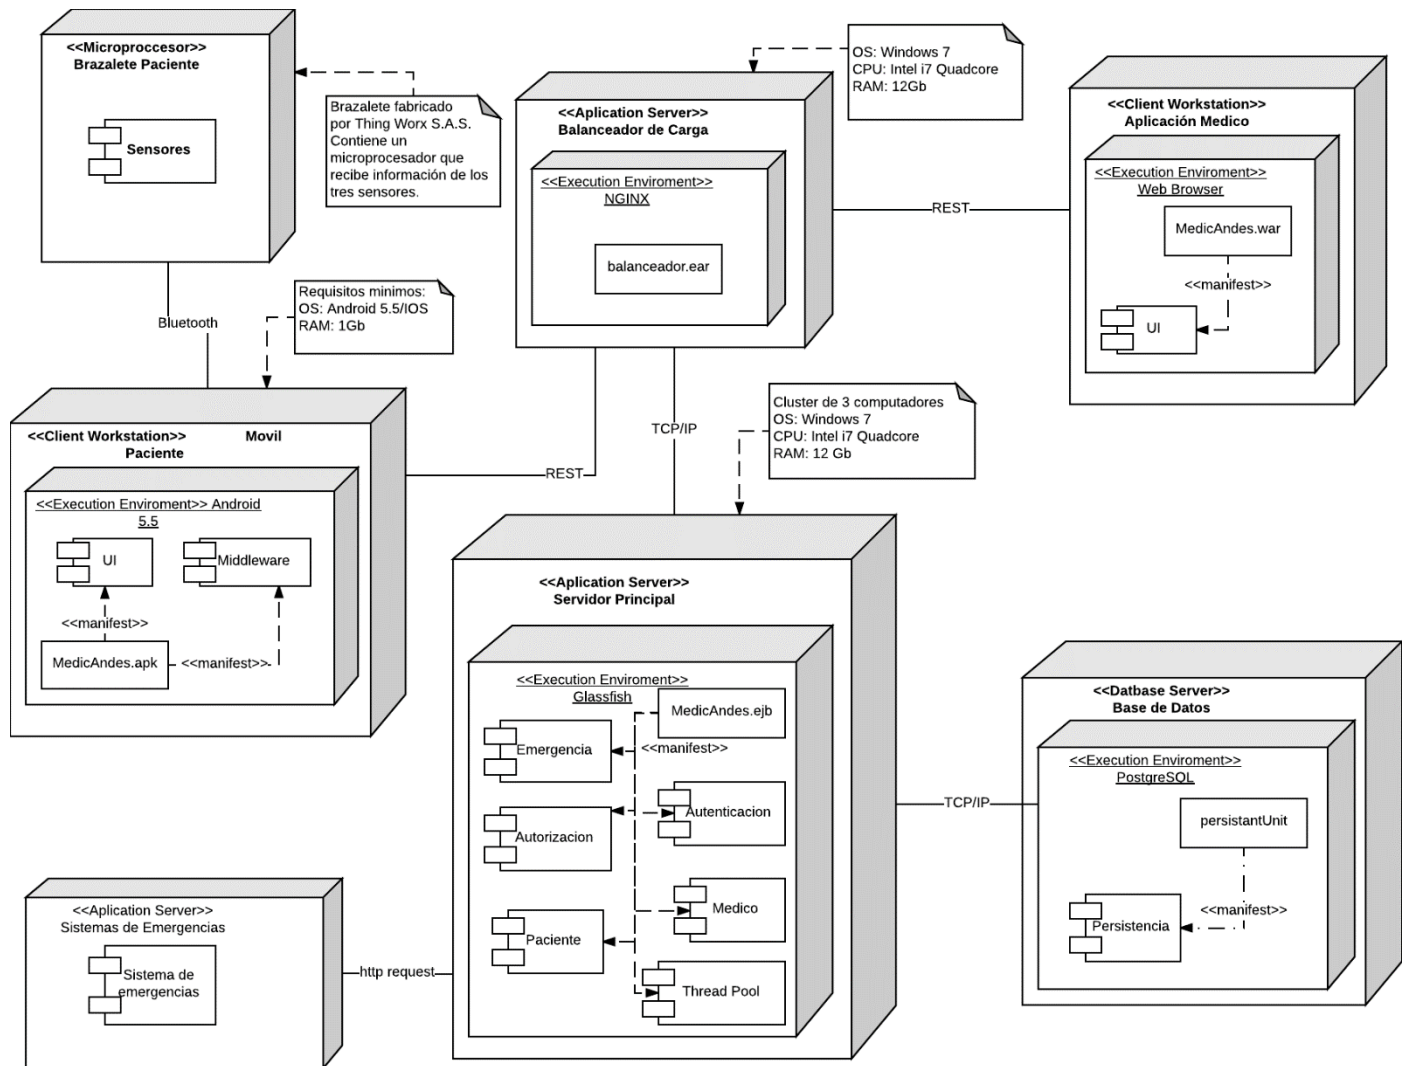 <<Microproccesor>>
Brazalete Paciente
Sensores
Brazalete fabricado
por Thing Worx S.A.S.
Contiene un
microprocesador que
recibe información de los
tres sensores.
<<Aplication Server>>
Balanceador de Carga
<<Execution Enviroment>>
NGINX
balanceador.ear
OS: Windows 7
CPU: Intel i7 Quadcore
RAM: 12Gb
<<Client Workstation>>
Aplicación Medico
<<Execution Enviroment>>
Web Browser
MedicAndes.war
<<manifest>>
UI
REST
Bluetooth
Requisitos minimos:
OS: Android 5.5/IOS
RAM: 1Gb
<<Client Workstation>> Movil
Paciente
<<Execution Enviroment>> Android
5.5
UI
Middleware
<<manifest>>
MedicAndes.apk
<<manifest>>
REST
TCP/IP
Cluster de 3 computadores
OS: Windows 7
CPU: Intel i7 Quadcore
RAM: 12 Gb
<<Aplication Server>>
Servidor Principal
<<Execution Enviroment>>
Glassfish
MedicAndes.ejb
<<manifest>>
Emergencia
Autorizacion
Autenticacion
Medico
Paciente
Thread Pool
TCP/IP
<<Datbase Server>>
Base de Datos
<<Execution Enviroment>>
PostgreSQL
persistantUnit
<<manifest>>
Persistencia
<<Aplication Server>>
Sistemas de Emergencias
Sistema de
emergencias
http request